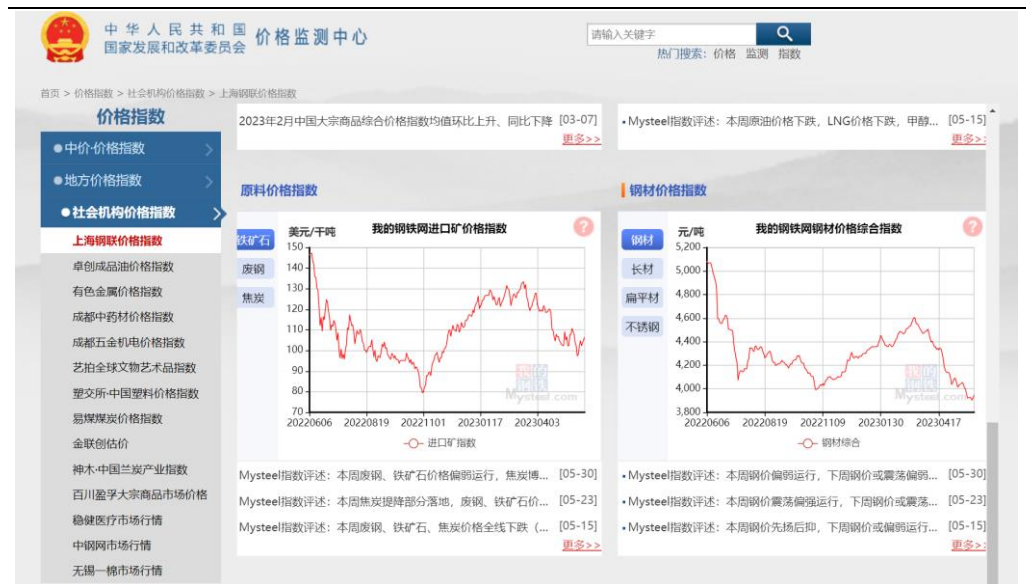 中华人民共和国
国家发展和改革委员会
价格监测中心
请输入关键字
热门搜索：价格 监测 指数
首页 > 价格指数 > 社会机构价格指数 > 上海钢联价格指数
价格指数
中价·价格指数
地方价格指数
社会机构价格指数
上海钢联价格指数
卓创成品油价格指数
有色金属价格指数
成都中药材价格指数
成都五金机电价格指数
艺拍全球文物艺术品指数
塑交所·中国塑料价格指数
易煤煤炭价格指数
金联创估价
神木·中国兰炭产业指数
百川盈孚大宗商品市场价格
稳健医疗市场行情
中钢网市场行情
无锡一棉市场行情
2023年2月中国大宗商品综合价格指数均值环比上升、同比下降 [03-07]
更多>>
• Mysteel指数评述：本周原油价格下跌，LNG价格下跌，甲醇... [05-15]
更多>>
原料价格指数
铁矿石
废钢
焦炭
美元/干吨
我的钢铁网进口矿价格指数
?
150
140
130
120
110
100
90
80
70
20220606 20220819 20221101 20230117 20230403
我的钢铁
Mysteel.com
进口矿指数
Mysteel指数评述：本周废钢、铁矿石价格偏弱运行，焦炭博... [05-30]
Mysteel指数评述：本周焦炭提降部分落地，废钢、铁矿石价... [05-23]
Mysteel指数评述：本周废钢、铁矿石、焦炭价格全线下跌（... [05-15]
更多>>
钢材价格指数
钢材
长材
扁平材
不锈钢
元/吨
我的钢铁网钢材价格综合指数
?
5,200
5,000
4,800
4,600
4,400
4,200
4,000
3,800
20220606 20220819 20221109 20230130 20230417
我的钢铁
Mysteel.com
钢材综合
• Mysteel指数评述：本周钢价偏弱运行，下周钢价或震荡偏弱... [05-30]
• Mysteel指数评述：本周钢价震荡偏强运行，下周钢价或震荡... [05-23]
• Mysteel指数评述：本周钢价先扬后抑，下周钢价或偏弱运行... [05-15]
更多>>